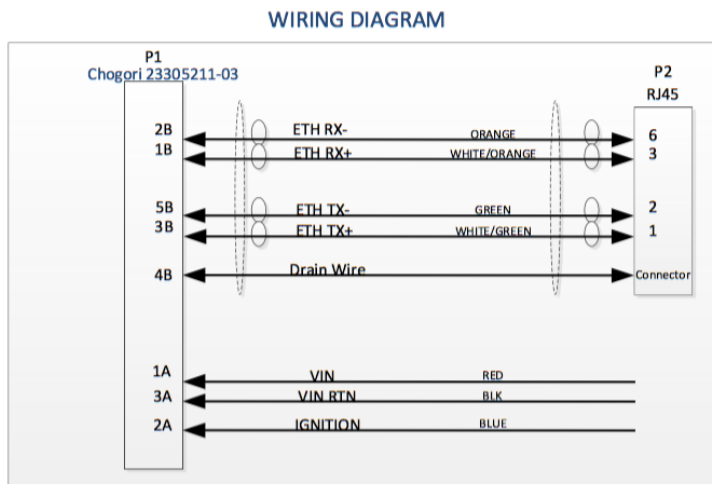 WIRING DIAGRAM
P1
Chogori 23305211-03
P2
RJ45
2B ETH RX- ORANGE 6
1B ETH RX+ WHITE/ORANGE 3
5B ETH TX- GREEN 2
3B ETH TX+ WHITE/GREEN 1
4B Drain Wire Connector
1A VIN RED
3A VIN RTN BLK
2A IGNITION BLUE